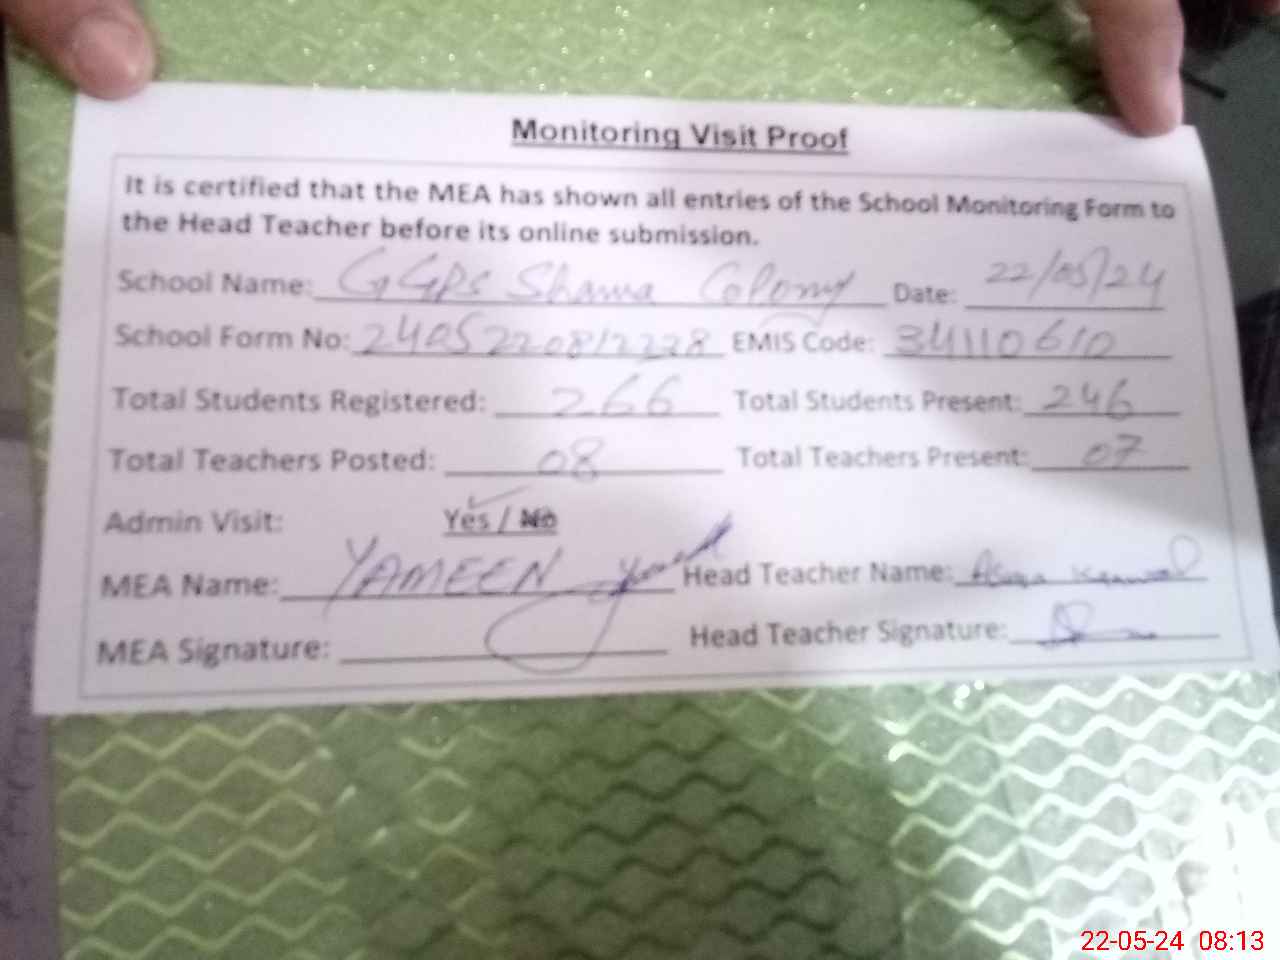 Monitoring Visit Proof
It is certified that the MEA has shown all entries of the School Monitoring Form to
the Head Teacher before its online submission.
School Name: GGPS Shama Colony Date: 22/05/24
School Form No: EMIS Code: 34110610
Total Students Registered: 266 Total Students Present: 246
Total Teachers Posted: 08 Total Teachers Present: 07
Admin Visit: Yes / No
MEA Name: YAMEEN Head Teacher Name: Asma Kanwal
MEA Signature: Head Teacher Signature:
22-05-24 08:13